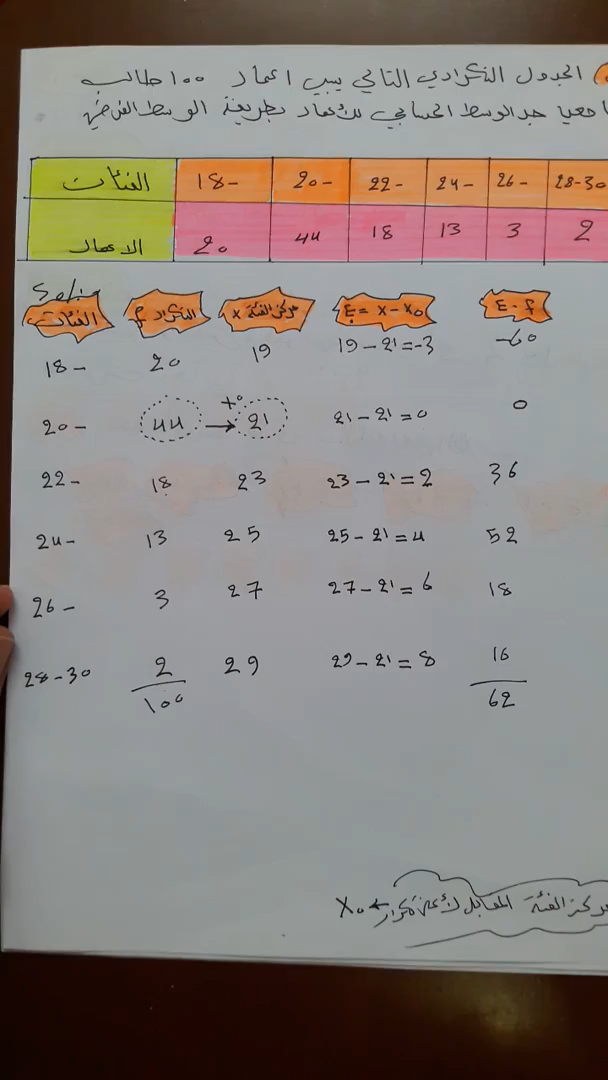 الجدول التكراري التالي يبين اعمار ١٠٠ طالب
جد الوسط الحسابي للأعمار بطريقة الوسط الفرضي
الفئات 18- 20- 22- 24- 26- 28-30
الاعمار 20 44 18 13 3 2
الفئات التكرار f مركز الفئة x E = x - x₀ E . f
18- 20 19 19-21=-3 -60
x₀
20- 44 → 21 21-21=0 0
22- 18 23 23-21=2 36
24- 13 25 25-21=4 52
26- 3 27 27-21=6 18
28-30 2 29 29-21=8 16
100 62
مركز الفئة المقابل لأعلى تكرار ← X₀